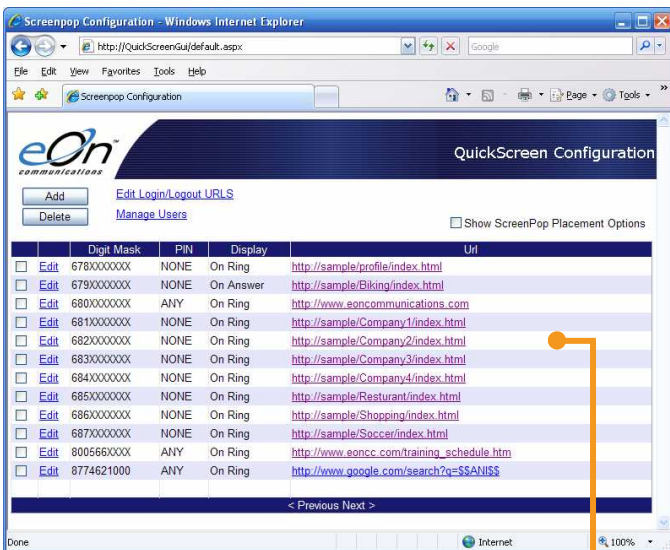 Screenpop Configuration - Windows Internet Explorer
http://QuickScreenGui/default.aspx
Google
File Edit View Favorites Tools Help
Screenpop Configuration
Page Tools »
eOn™
communications
QuickScreen Configuration
Add Edit Login/Logout URLS
Delete Manage Users
Show ScreenPop Placement Options
Digit Mask PIN Display Url
Edit 678XXXXXXX NONE On Ring http://sample/profile/index.html
Edit 679XXXXXXX NONE On Answer http://sample/Biking/index.html
Edit 680XXXXXXX ANY On Ring http://www.eoncommunications.com
Edit 681XXXXXXX NONE On Ring http://sample/Company1/index.html
Edit 682XXXXXXX NONE On Ring http://sample/Company2/index.html
Edit 683XXXXXXX NONE On Ring http://sample/Company3/index.html
Edit 684XXXXXXX NONE On Ring http://sample/Company4/index.html
Edit 685XXXXXXX NONE On Ring http://sample/Resturant/index.html
Edit 686XXXXXXX NONE On Ring http://sample/Shopping/index.html
Edit 687XXXXXXX NONE On Ring http://sample/Soccer/index.html
Edit 800566XXXX ANY On Ring http://www.eoncc.com/training_schedule.htm
Edit 8774621000 ANY On Ring http://www.google.com/search?q=$$ANI$$
< Previous Next >
Done Internet 100%